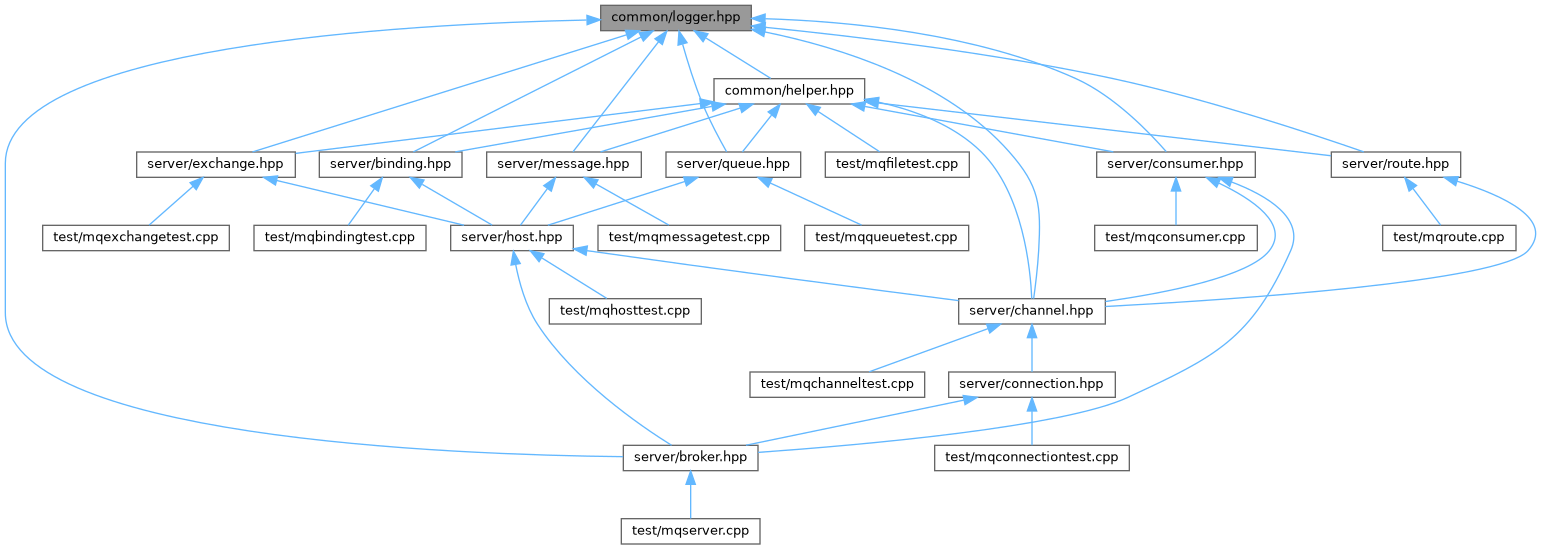 common/logger.hpp
common/helper.hpp
server/exchange.hpp
server/binding.hpp
server/message.hpp
server/queue.hpp
test/mqfiletest.cpp
server/consumer.hpp
server/route.hpp
test/mqexchangetest.cpp
test/mqbindingtest.cpp
server/host.hpp
test/mqmessagetest.cpp
test/mqqueuetest.cpp
test/mqconsumer.cpp
test/mqroute.cpp
test/mqhosttest.cpp
server/channel.hpp
test/mqchanneltest.cpp
server/connection.hpp
server/broker.hpp
test/mqconnectiontest.cpp
test/mqserver.cpp